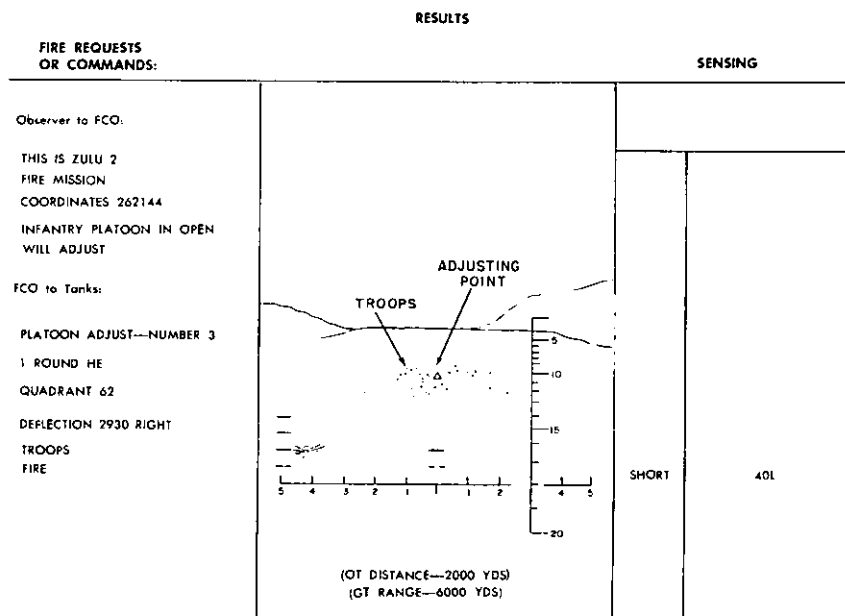 RESULTS
FIRE REQUESTS
OR COMMANDS:
SENSING
Observer to FCO:
THIS IS ZULU 2
FIRE MISSION
COORDINATES 262144
INFANTRY PLATOON IN OPEN
WILL ADJUST
FCO to Tanks:
PLATOON ADJUST—NUMBER 3
1 ROUND HE
QUADRANT 62
DEFLECTION 2930 RIGHT
TROOPS
FIRE
ADJUSTING
POINT
TROOPS
5
10
15
20
5 4 3 2 1 1 2 3 4 5
(OT DISTANCE—2000 YDS)
(GT RANGE—6000 YDS)
SHORT
40L